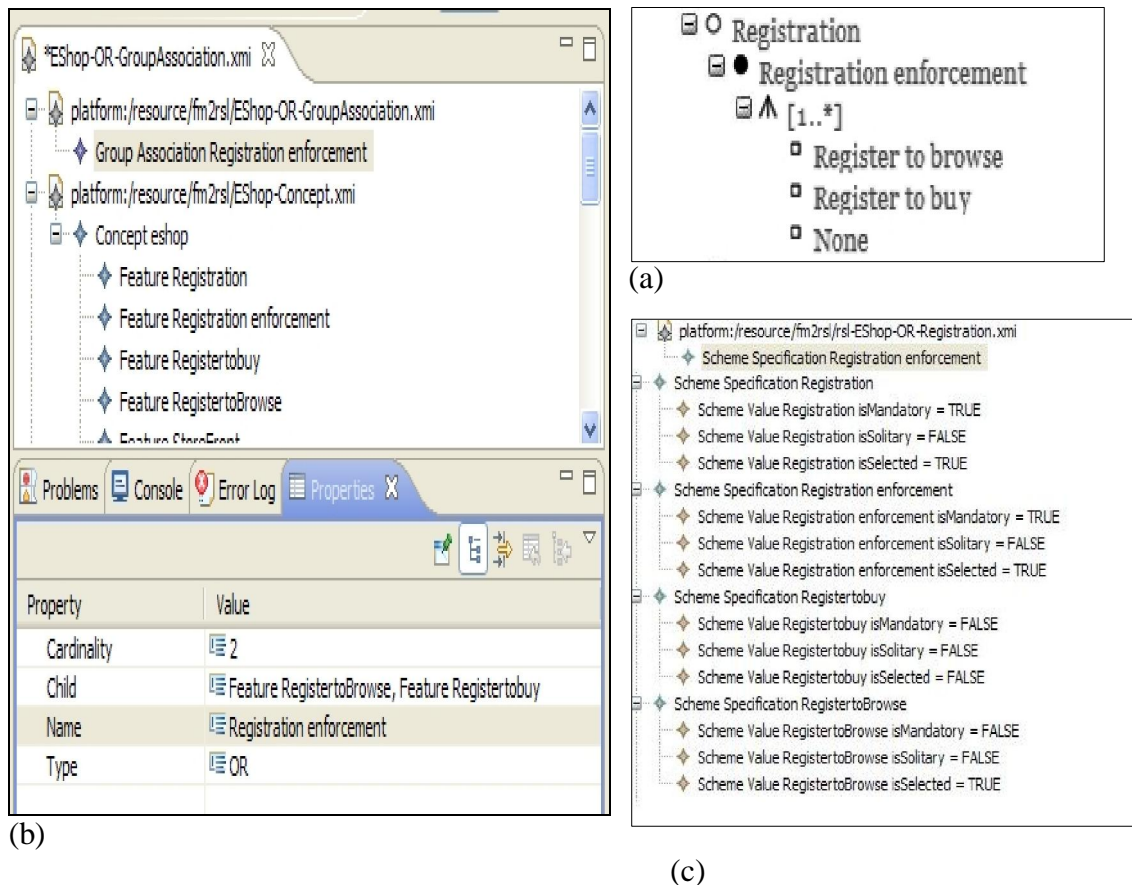 *EShop-OR-GroupAssociation.xmi
platform:/resource/fm2rsl/EShop-OR-GroupAssociation.xmi
Group Association Registration enforcement
platform:/resource/fm2rsl/EShop-Concept.xmi
Concept eshop
Feature Registration
Feature Registration enforcement
Feature Registertobuy
Feature RegistertoBrowse
Feature StoreFront
Problems Console Error Log Properties
Property Value
Cardinality 2
Child Feature RegistertoBrowse, Feature Registertobuy
Name Registration enforcement
Type OR
(b)
Registration
Registration enforcement
[1..*]
Register to browse
Register to buy
None
(a)
platform:/resource/fm2rsl/rsl-EShop-OR-Registration.xmi
Scheme Specification Registration enforcement
Scheme Specification Registration
Scheme Value Registration isMandatory = TRUE
Scheme Value Registration isSolitary = FALSE
Scheme Value Registration isSelected = TRUE
Scheme Specification Registration enforcement
Scheme Value Registration enforcement isMandatory = TRUE
Scheme Value Registration enforcement isSolitary = FALSE
Scheme Value Registration enforcement isSelected = TRUE
Scheme Specification Registertobuy
Scheme Value Registertobuy isMandatory = FALSE
Scheme Value Registertobuy isSolitary = FALSE
Scheme Value Registertobuy isSelected = FALSE
Scheme Specification RegistertoBrowse
Scheme Value RegistertoBrowse isMandatory = FALSE
Scheme Value RegistertoBrowse isSolitary = FALSE
Scheme Value RegistertoBrowse isSelected = TRUE
(c)